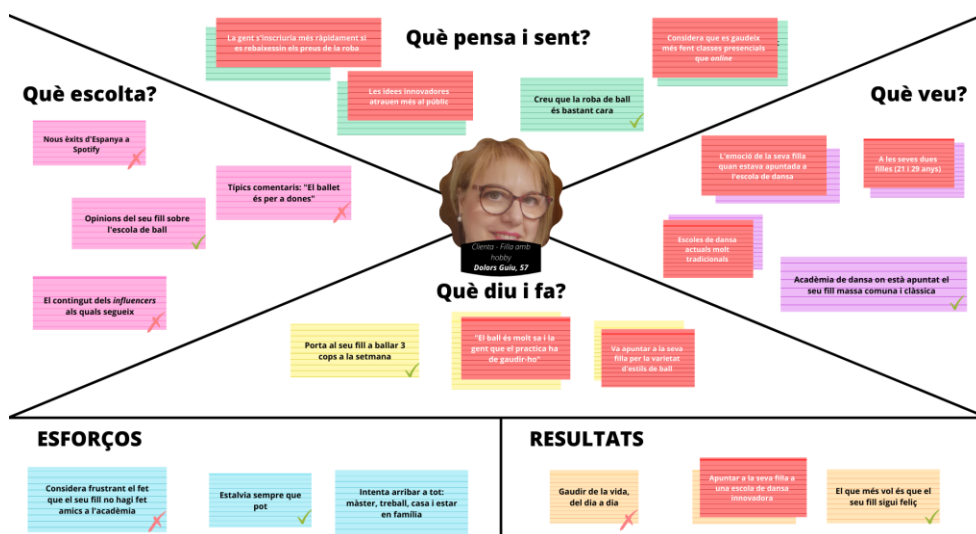 Què pensa i sent?
La gent s'inscriuria més ràpidament si
es rebaixessin els preus de la roba
Les idees innovadores
atrauen més al públic
Creu que la roba de ball
és bastant cara
Considera que es gaudeix
més fent classes presencials
que online
Què escolta?
Nous èxits d'Espanya a
Spotify
Típics comentaris: "El ballet
és per a dones"
Opinions del seu fill sobre
l'escola de ball
El contingut dels influencers
als quals segueix
Què veu?
L'emoció de la seva filla
quan estava apuntada a
l'escola de dansa
A les seves dues
filles (21 i 29 anys)
Escoles de dansa
actuals molt
tradicionals
Acadèmia de dansa on està apuntat el
seu fill massa comuna i clàssica
Clienta - Filla amb
hobby
Dolors Guiu, 57
Què diu i fa?
Porta al seu fill a ballar 3
cops a la setmana
"El ball és molt sa i la
gent que el practica ha
de gaudir-ho"
Va apuntar a la seva
filla per la varietat
d'estils de ball
ESFORÇOS
Considera frustrant el fet
que el seu fill no hagi fet
amics a l'acadèmia
Estalvia sempre que
pot
Intenta arribar a tot:
màster, treball, casa i estar
en família
RESULTATS
Gaudir de la vida,
del dia a dia
Apuntar a la seva filla a
una escola de dansa
innovadora
El que més vol és que el
seu fill sigui feliç